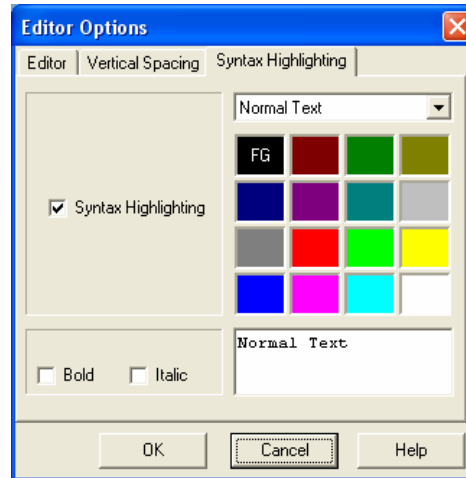 Editor Options
Editor
Vertical Spacing
Syntax Highlighting
Normal Text
FG
Syntax Highlighting
Normal Text
Bold
Italic
OK
Cancel
Help